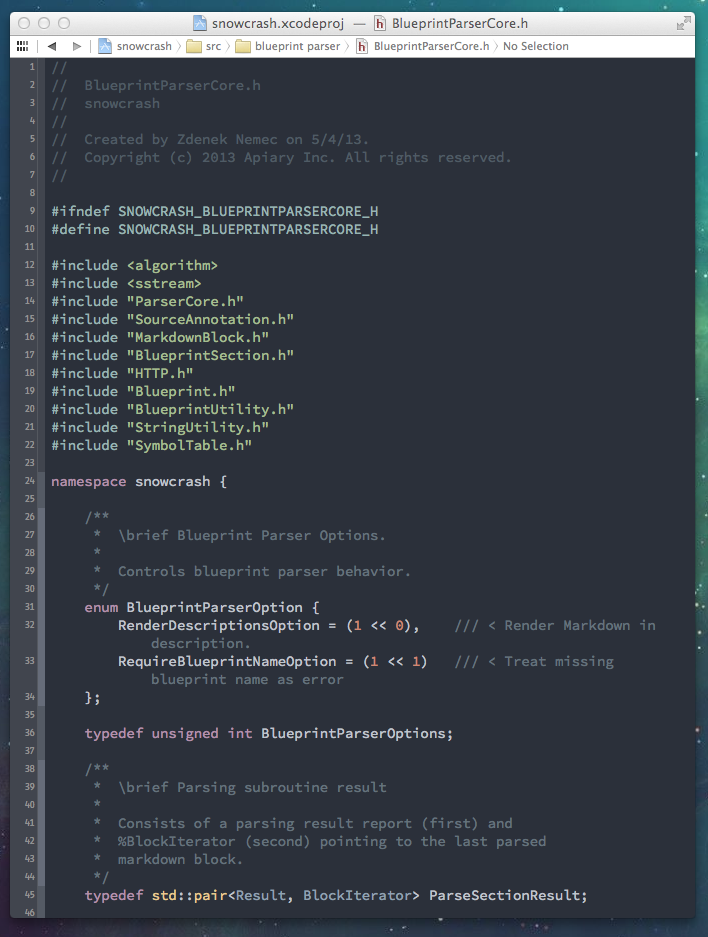 snowcrash.xcodeproj — BlueprintParserCore.h
snowcrash src blueprint parser BlueprintParserCore.h No Selection
1 //
2 //  BlueprintParserCore.h
3 //  snowcrash
4 //
5 //  Created by Zdenek Nemec on 5/4/13.
6 //  Copyright (c) 2013 Apiary Inc. All rights reserved.
7 //
8
9 #ifndef SNOWCRASH_BLUEPRINTPARSERCORE_H
10 #define SNOWCRASH_BLUEPRINTPARSERCORE_H
11
12 #include <algorithm>
13 #include <sstream>
14 #include "ParserCore.h"
15 #include "SourceAnnotation.h"
16 #include "MarkdownBlock.h"
17 #include "BlueprintSection.h"
18 #include "HTTP.h"
19 #include "Blueprint.h"
20 #include "BlueprintUtility.h"
21 #include "StringUtility.h"
22 #include "SymbolTable.h"
23
24 namespace snowcrash {
25
26     /**
27      *  \brief Blueprint Parser Options.
28      *
29      *  Controls blueprint parser behavior.
30      */
31     enum BlueprintParserOption {
32         RenderDescriptionsOption = (1 << 0),    /// < Render Markdown in
            description.
33         RequireBlueprintNameOption = (1 << 1)   /// < Treat missing
            blueprint name as error
34     };
35
36     typedef unsigned int BlueprintParserOptions;
37
38     /**
39      *  \brief Parsing subroutine result
40      *
41      *  Consists of a parsing result report (first) and
42      *  %BlockIterator (second) pointing to the last parsed
43      *  markdown block.
44      */
45     typedef std::pair<Result, BlockIterator> ParseSectionResult;
46